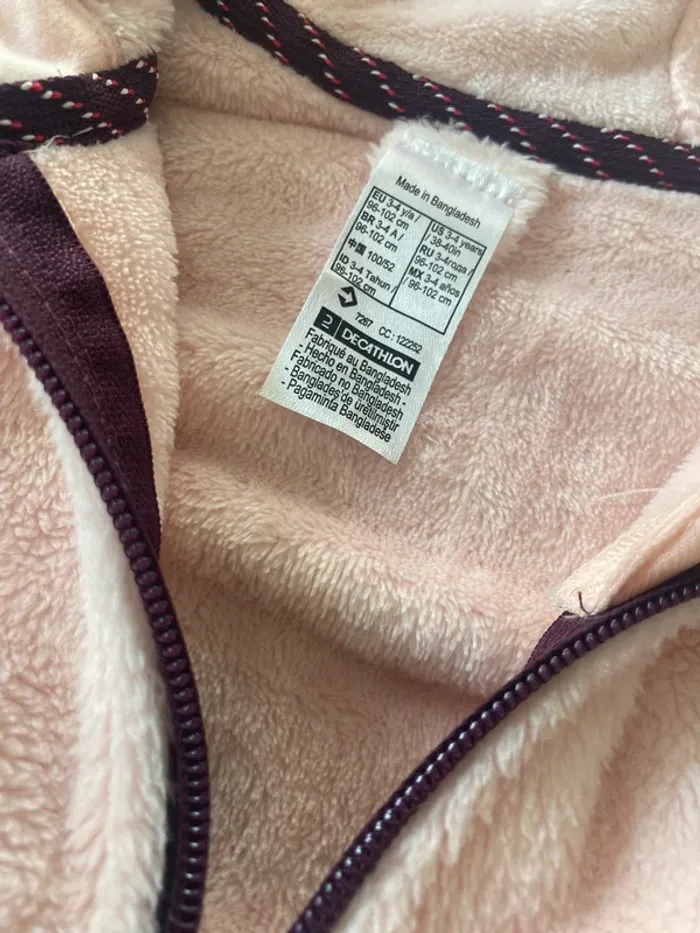 Made in Bangladesh
EU 3-4 y/a /
96-102 cm
BR 3-4 A /
96-102 cm
中國 100/52
ID 3-4 Tahun /
96-102 cm
US 3-4 years
/ 38-40in
RU 3-4года /
96-102 cm
MX 3-4 años
/ 96-102 cm
7267 CC : 122252
2 DECATHLON
Fabriqué au Bangladesh
- Hecho en Bangladesh -
Fabricado no Bangladesh
- Bangladeş de üretilmiştir
- Pagaminta Bangladeše